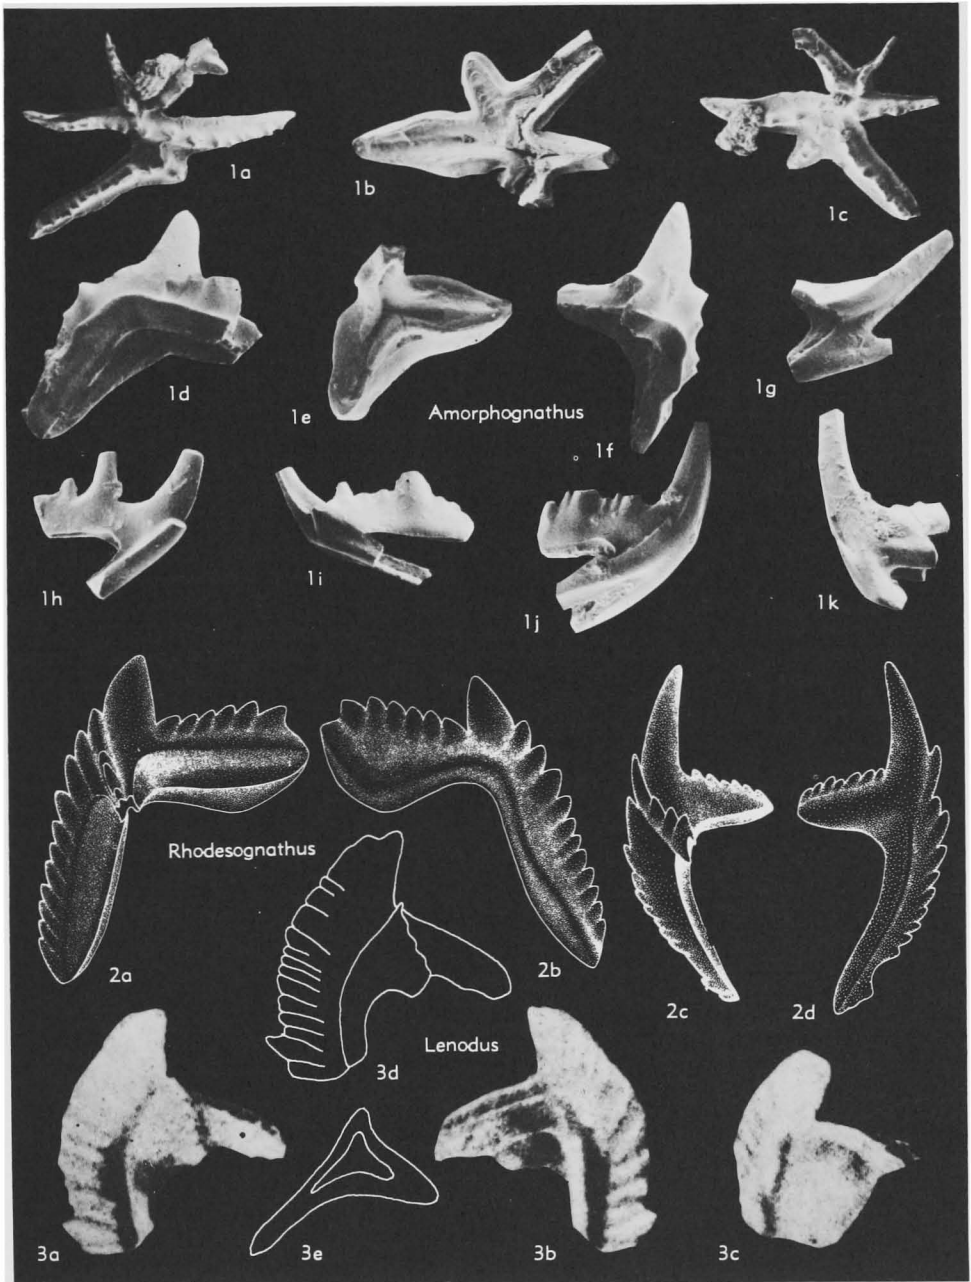 1a
1b
1c
1d
1e
Amorphognathus
1f
1g
1h
1i
1j
1k
Rhodesognathus
2a
2b
2c
2d
Lenodus
3d
3a
3e
3b
3c